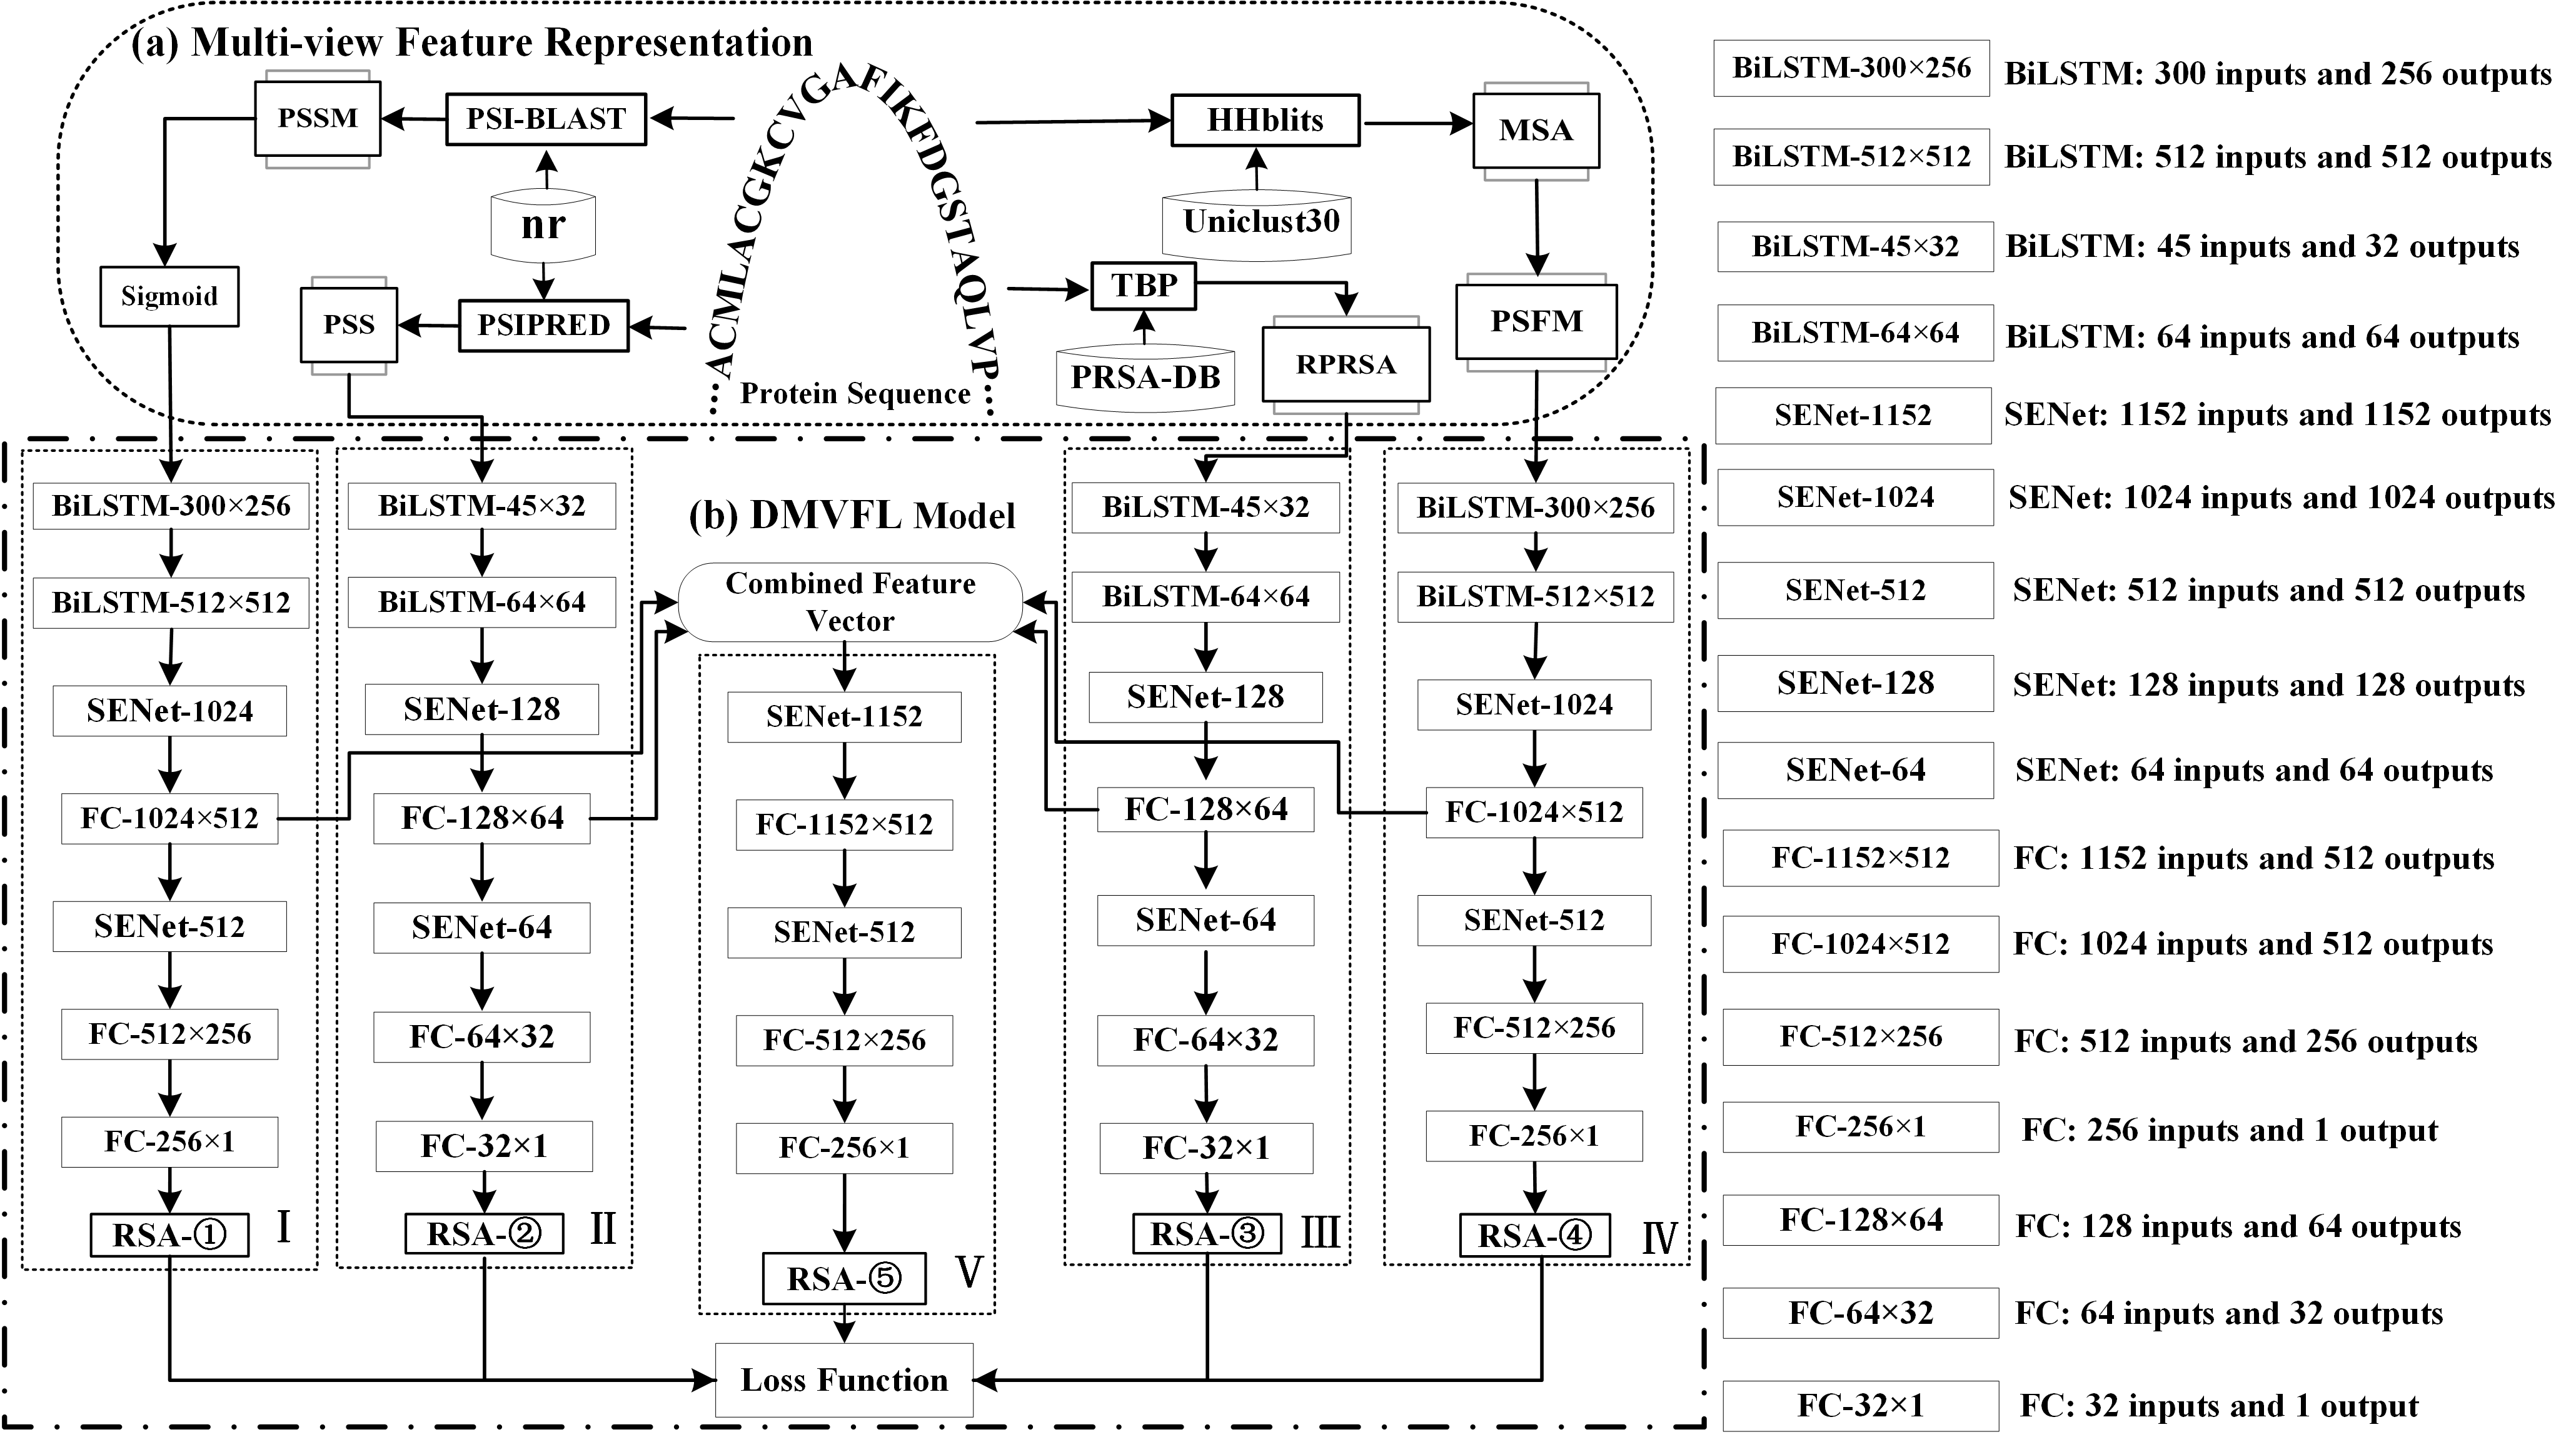 (a) Multi-view Feature Representation
PSSM
PSI-BLAST
HHblits
MSA
nr
Uniclust30
Sigmoid
PSS
PSIPRED
ACMLACGKCVGAFIKFDGSTAQLVP
Protein Sequence
TBP
PRSA-DB
RPRSA
PSFM
(b) DMVFL Model
BiLSTM-300×256
BiLSTM-512×512
SENet-1024
FC-1024×512
SENet-512
FC-512×256
FC-256×1
RSA-①
I
BiLSTM-45×32
BiLSTM-64×64
SENet-128
FC-128×64
SENet-64
FC-64×32
FC-32×1
RSA-②
II
Combined Feature
Vector
SENet-1152
FC-1152×512
SENet-512
FC-512×256
FC-256×1
RSA-⑤
V
BiLSTM-45×32
BiLSTM-64×64
SENet-128
FC-128×64
SENet-64
FC-64×32
FC-32×1
RSA-③
III
BiLSTM-300×256
BiLSTM-512×512
SENet-1024
FC-1024×512
SENet-512
FC-512×256
FC-256×1
RSA-④
IV
Loss Function
BiLSTM-300×256 BiLSTM: 300 inputs and 256 outputs
BiLSTM-512×512 BiLSTM: 512 inputs and 512 outputs
BiLSTM-45×32 BiLSTM: 45 inputs and 32 outputs
BiLSTM-64×64 BiLSTM: 64 inputs and 64 outputs
SENet-1152 SENet: 1152 inputs and 1152 outputs
SENet-1024 SENet: 1024 inputs and 1024 outputs
SENet-512 SENet: 512 inputs and 512 outputs
SENet-128 SENet: 128 inputs and 128 outputs
SENet-64 SENet: 64 inputs and 64 outputs
FC-1152×512 FC: 1152 inputs and 512 outputs
FC-1024×512 FC: 1024 inputs and 512 outputs
FC-512×256 FC: 512 inputs and 256 outputs
FC-256×1 FC: 256 inputs and 1 output
FC-128×64 FC: 128 inputs and 64 outputs
FC-64×32 FC: 64 inputs and 32 outputs
FC-32×1 FC: 32 inputs and 1 output